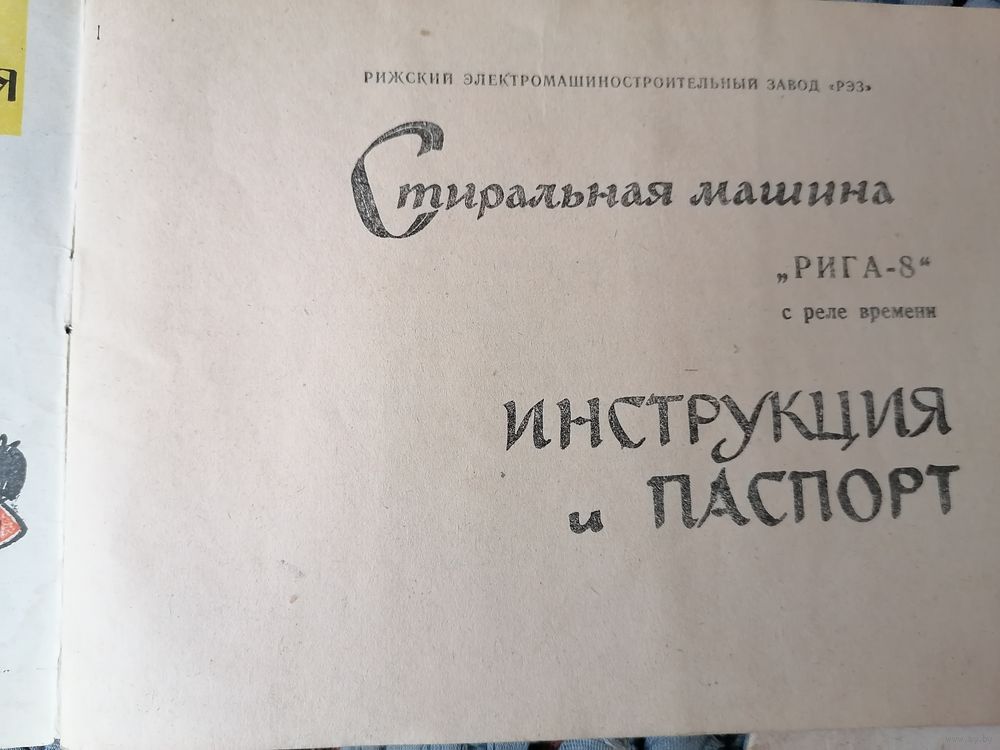 Я
РИЖСКИЙ ЭЛЕКТРОМАШИНОСТРОИТЕЛЬНЫЙ ЗАВОД «РЭЗ»
Стиральная машина
„РИГА-8“
с реле времени
ИНСТРУКЦИЯ
и ПАСПОРТ